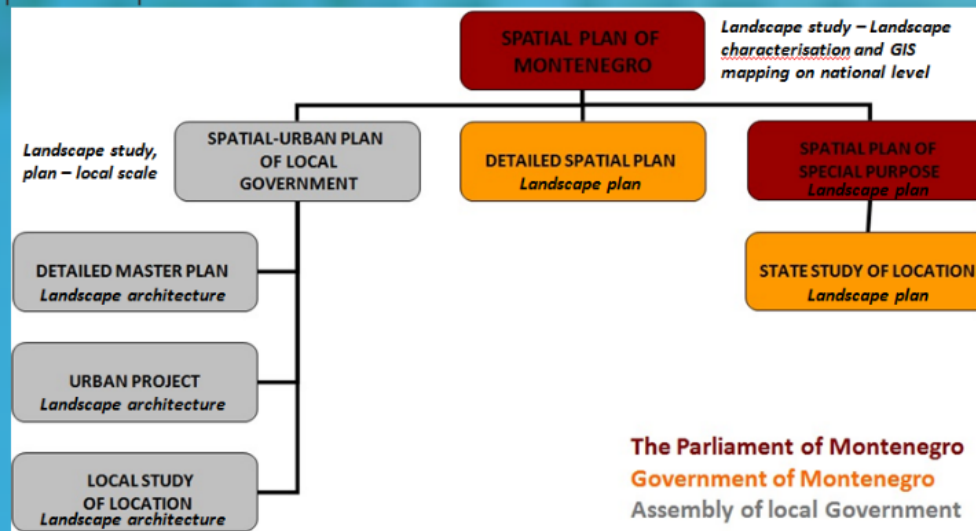 SPATIAL PLAN OF
MONTENEGRO
Landscape study – Landscape
characterisation and GIS
mapping on national level
Landscape study,
plan – local scale
SPATIAL-URBAN PLAN
OF LOCAL
GOVERNMENT
DETAILED SPATIAL PLAN
Landscape plan
SPATIAL PLAN OF
SPECIAL PURPOSE
Landscape plan
DETAILED MASTER PLAN
Landscape architecture
STATE STUDY OF LOCATION
Landscape plan
URBAN PROJECT
Landscape architecture
LOCAL STUDY
OF LOCATION
Landscape architecture
The Parliament of Montenegro
Government of Montenegro
Assembly of local Government